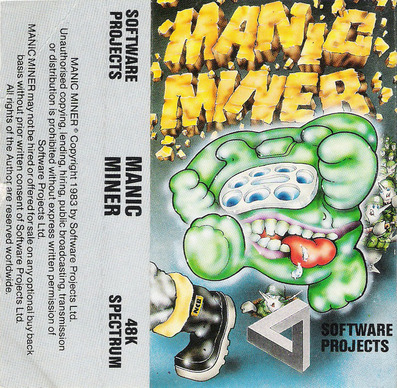 MANIC MINER © Copyright 1983 by Software Projects Ltd.
Unauthorised copying, lending, hiring, public broadcasting, transmission
or distribution is prohibited without express written permission of
Software Projects Ltd.
MANIC MINER may not be hired or offered for sale on any optional buy back
basis without prior written consent of Software Projects Ltd.
All rights of the Author are reserved worldwide.
SOFTWARE
PROJECTS
MANIC
MINER
48K
SPECTRUM
MANIC
MINER
SOFTWARE
PROJECTS